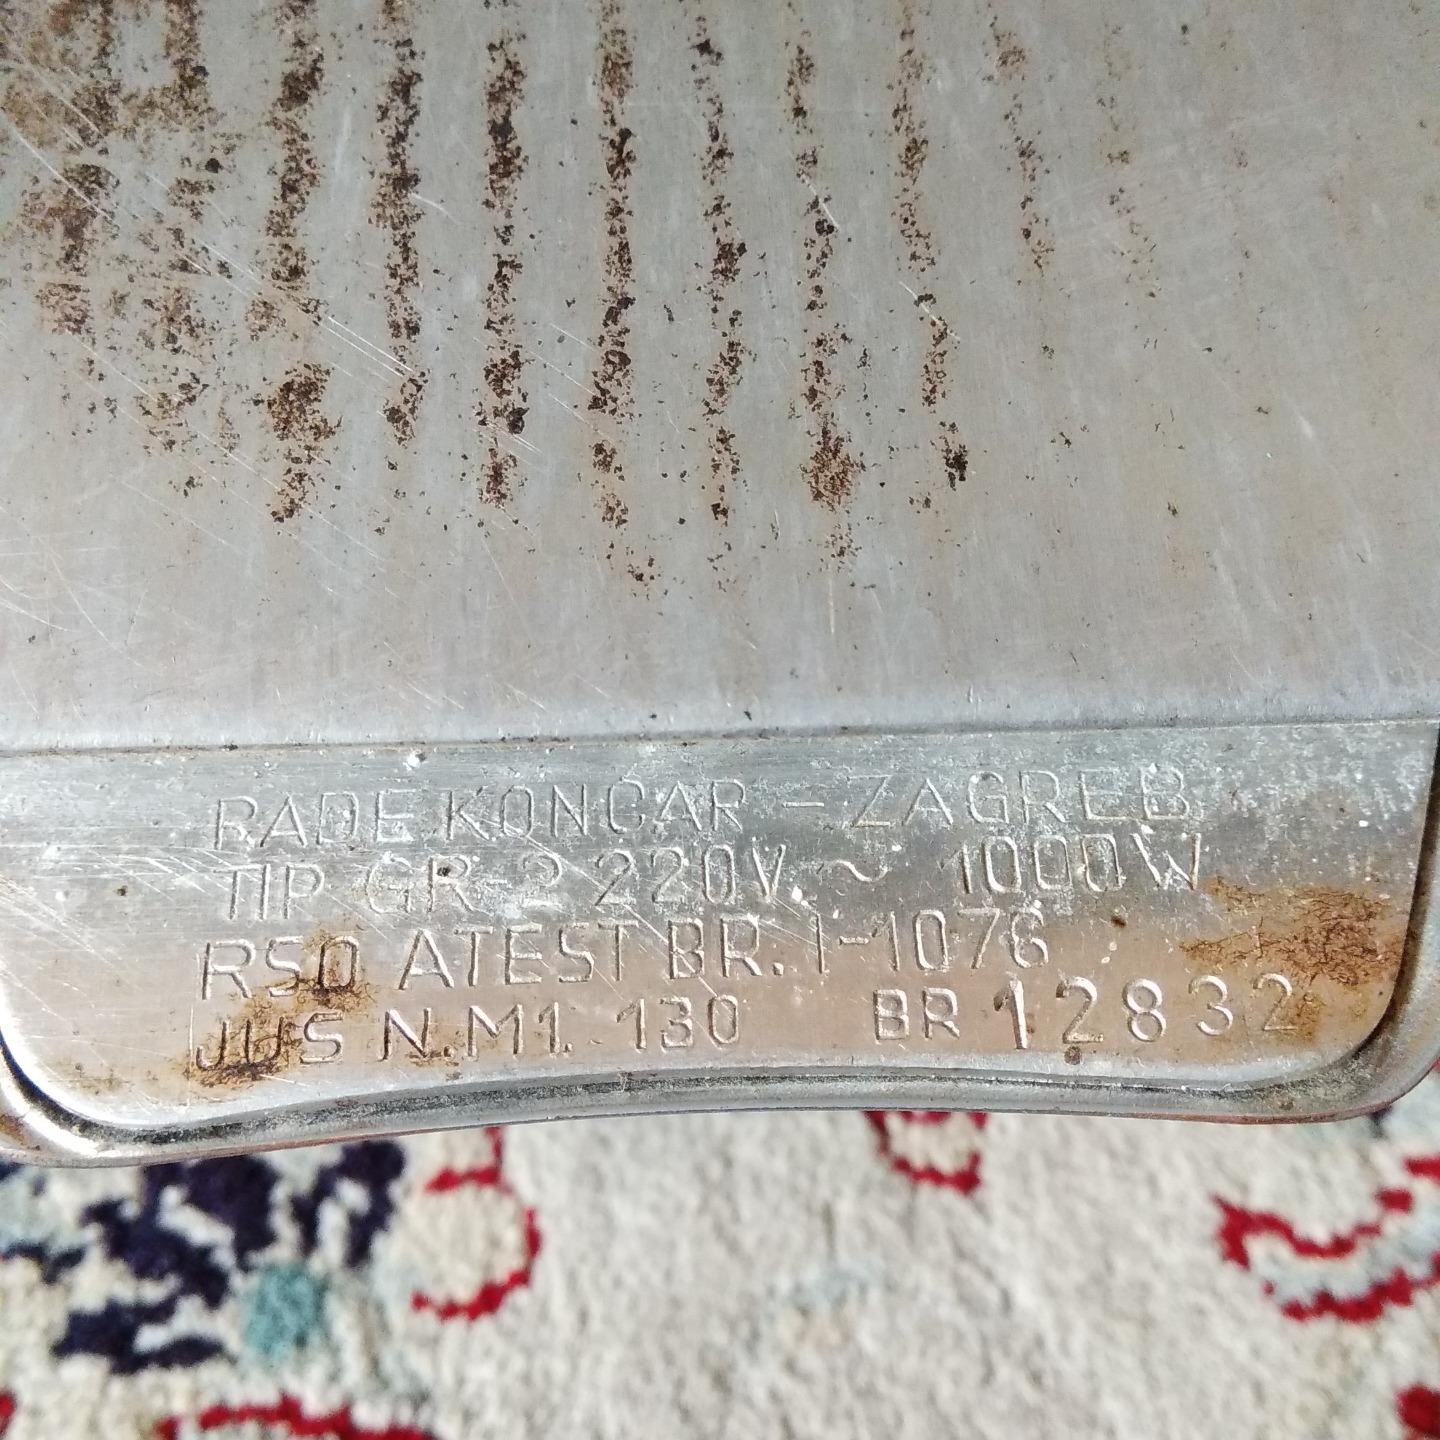 RADE KONČAR - ZAGREB
TIP GR-2 220V ~ 1000W
RSO ATEST BR. I-1076
JUS N.M1. 130 BR 12832